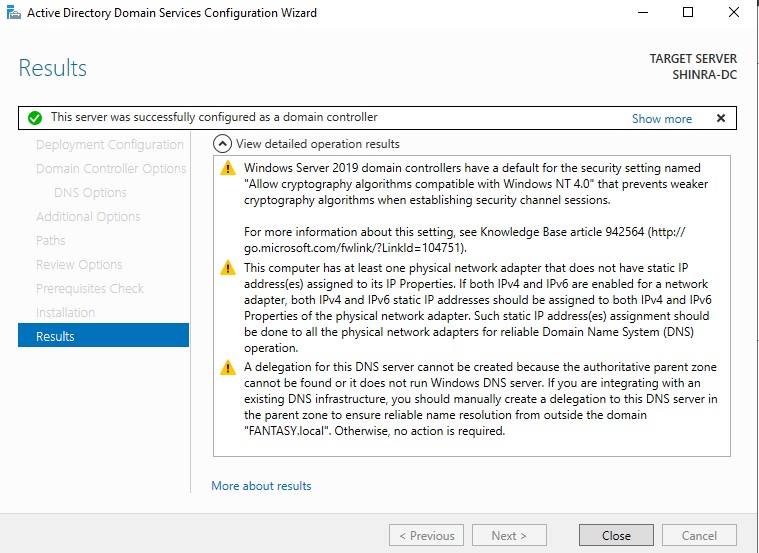 Active Directory Domain Services Configuration Wizard
Results
TARGET SERVER
SHINRA-DC
This server was successfully configured as a domain controller
Show more
Deployment Configuration
Domain Controller Options
DNS Options
Additional Options
Paths
Review Options
Prerequisites Check
Installation
Results
View detailed operation results
Windows Server 2019 domain controllers have a default for the security setting named
"Allow cryptography algorithms compatible with Windows NT 4.0" that prevents weaker
cryptography algorithms when establishing security channel sessions.
For more information about this setting, see Knowledge Base article 942564 (http://
go.microsoft.com/fwlink/?LinkId=104751).
This computer has at least one physical network adapter that does not have static IP
address(es) assigned to its IP Properties. If both IPv4 and IPv6 are enabled for a network
adapter, both IPv4 and IPv6 static IP addresses should be assigned to both IPv4 and IPv6
Properties of the physical network adapter. Such static IP address(es) assignment should
be done to all the physical network adapters for reliable Domain Name System (DNS)
operation.
A delegation for this DNS server cannot be created because the authoritative parent zone
cannot be found or it does not run Windows DNS server. If you are integrating with an
existing DNS infrastructure, you should manually create a delegation to this DNS server in
the parent zone to ensure reliable name resolution from outside the domain
"FANTASY.local". Otherwise, no action is required.
More about results
< Previous
Next >
Close
Cancel